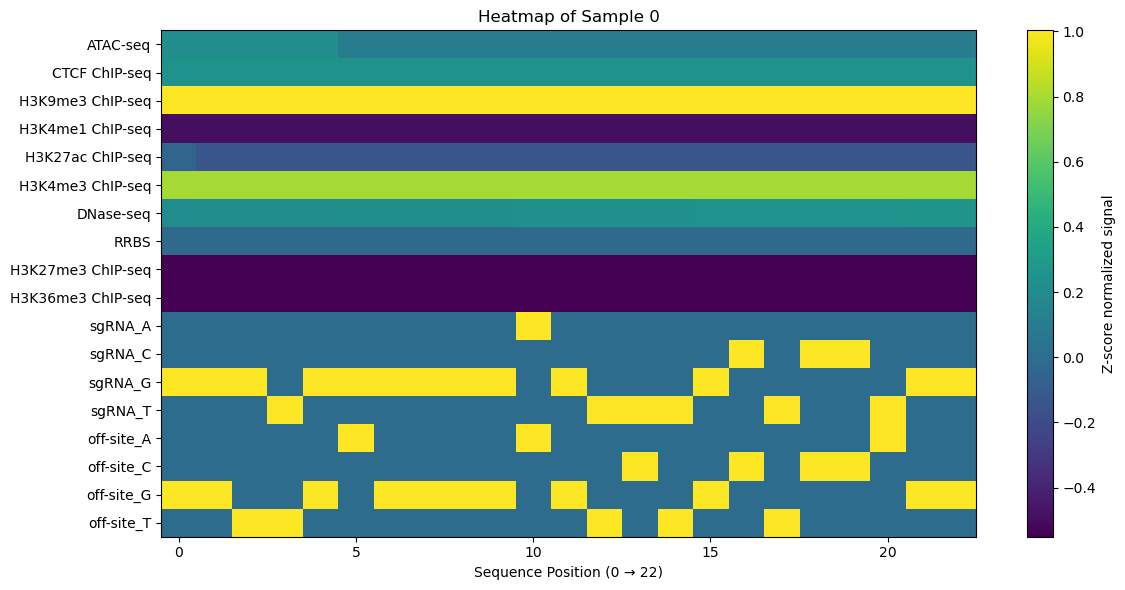 Heatmap of Sample 0
ATAC-seq
CTCF ChIP-seq
H3K9me3 ChIP-seq
H3K4me1 ChIP-seq
H3K27ac ChIP-seq
H3K4me3 ChIP-seq
DNase-seq
RRBS
H3K27me3 ChIP-seq
H3K36me3 ChIP-seq
sgRNA_A
sgRNA_C
sgRNA_G
sgRNA_T
off-site_A
off-site_C
off-site_G
off-site_T
0 5 10 15 20
Sequence Position (0 → 22)
1.0
0.8
0.6
0.4
0.2
0.0
−0.2
−0.4
Z-score normalized signal